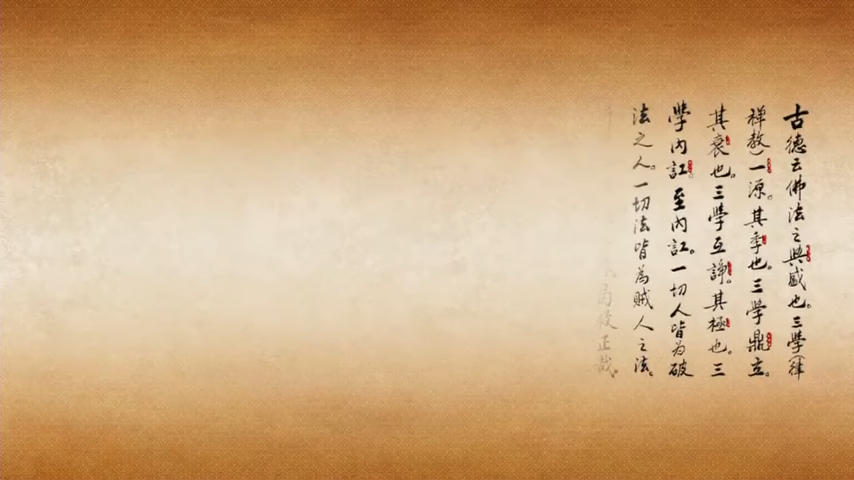 古德云佛法之興盛也。三學(律
禪教)一源。其季也。三學鼎立。
其衰也。三學互諍。其極也。三
學內訌。至內訌。一切人皆為破
法之人。一切法皆為賊人之法。
正哉。